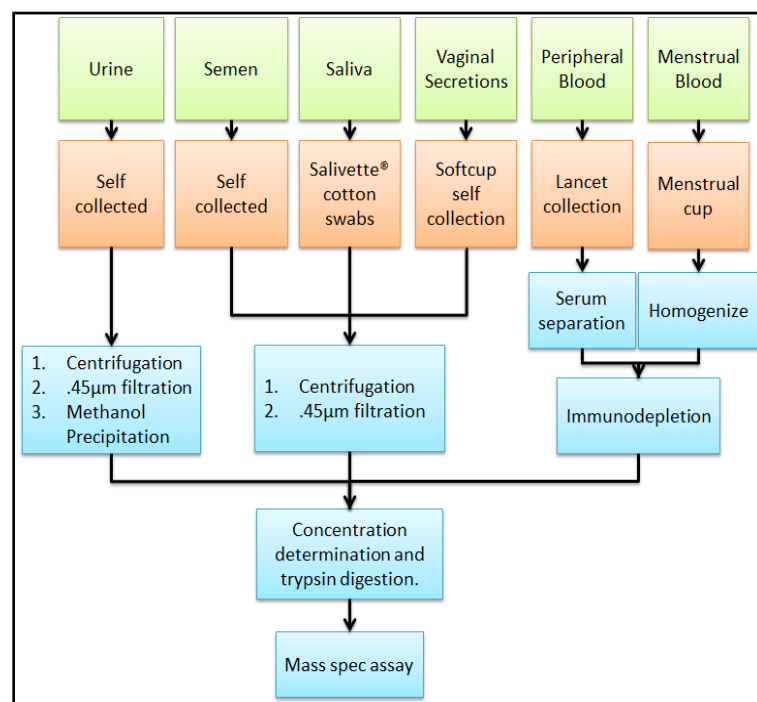 Urine
Semen
Saliva
Vaginal
Secretions
Peripheral
Blood
Menstrual
Blood
Self
collected
Self
collected
Salivette®
cotton
swabs
Softcup
self
collection
Lancet
collection
Menstrual
cup
Serum
separation
Homogenize
1. Centrifugation
2. .45µm filtration
3. Methanol
Precipitation
1. Centrifugation
2. .45µm filtration
Immunodepletion
Concentration
determination and
trypsin digestion.
Mass spec assay